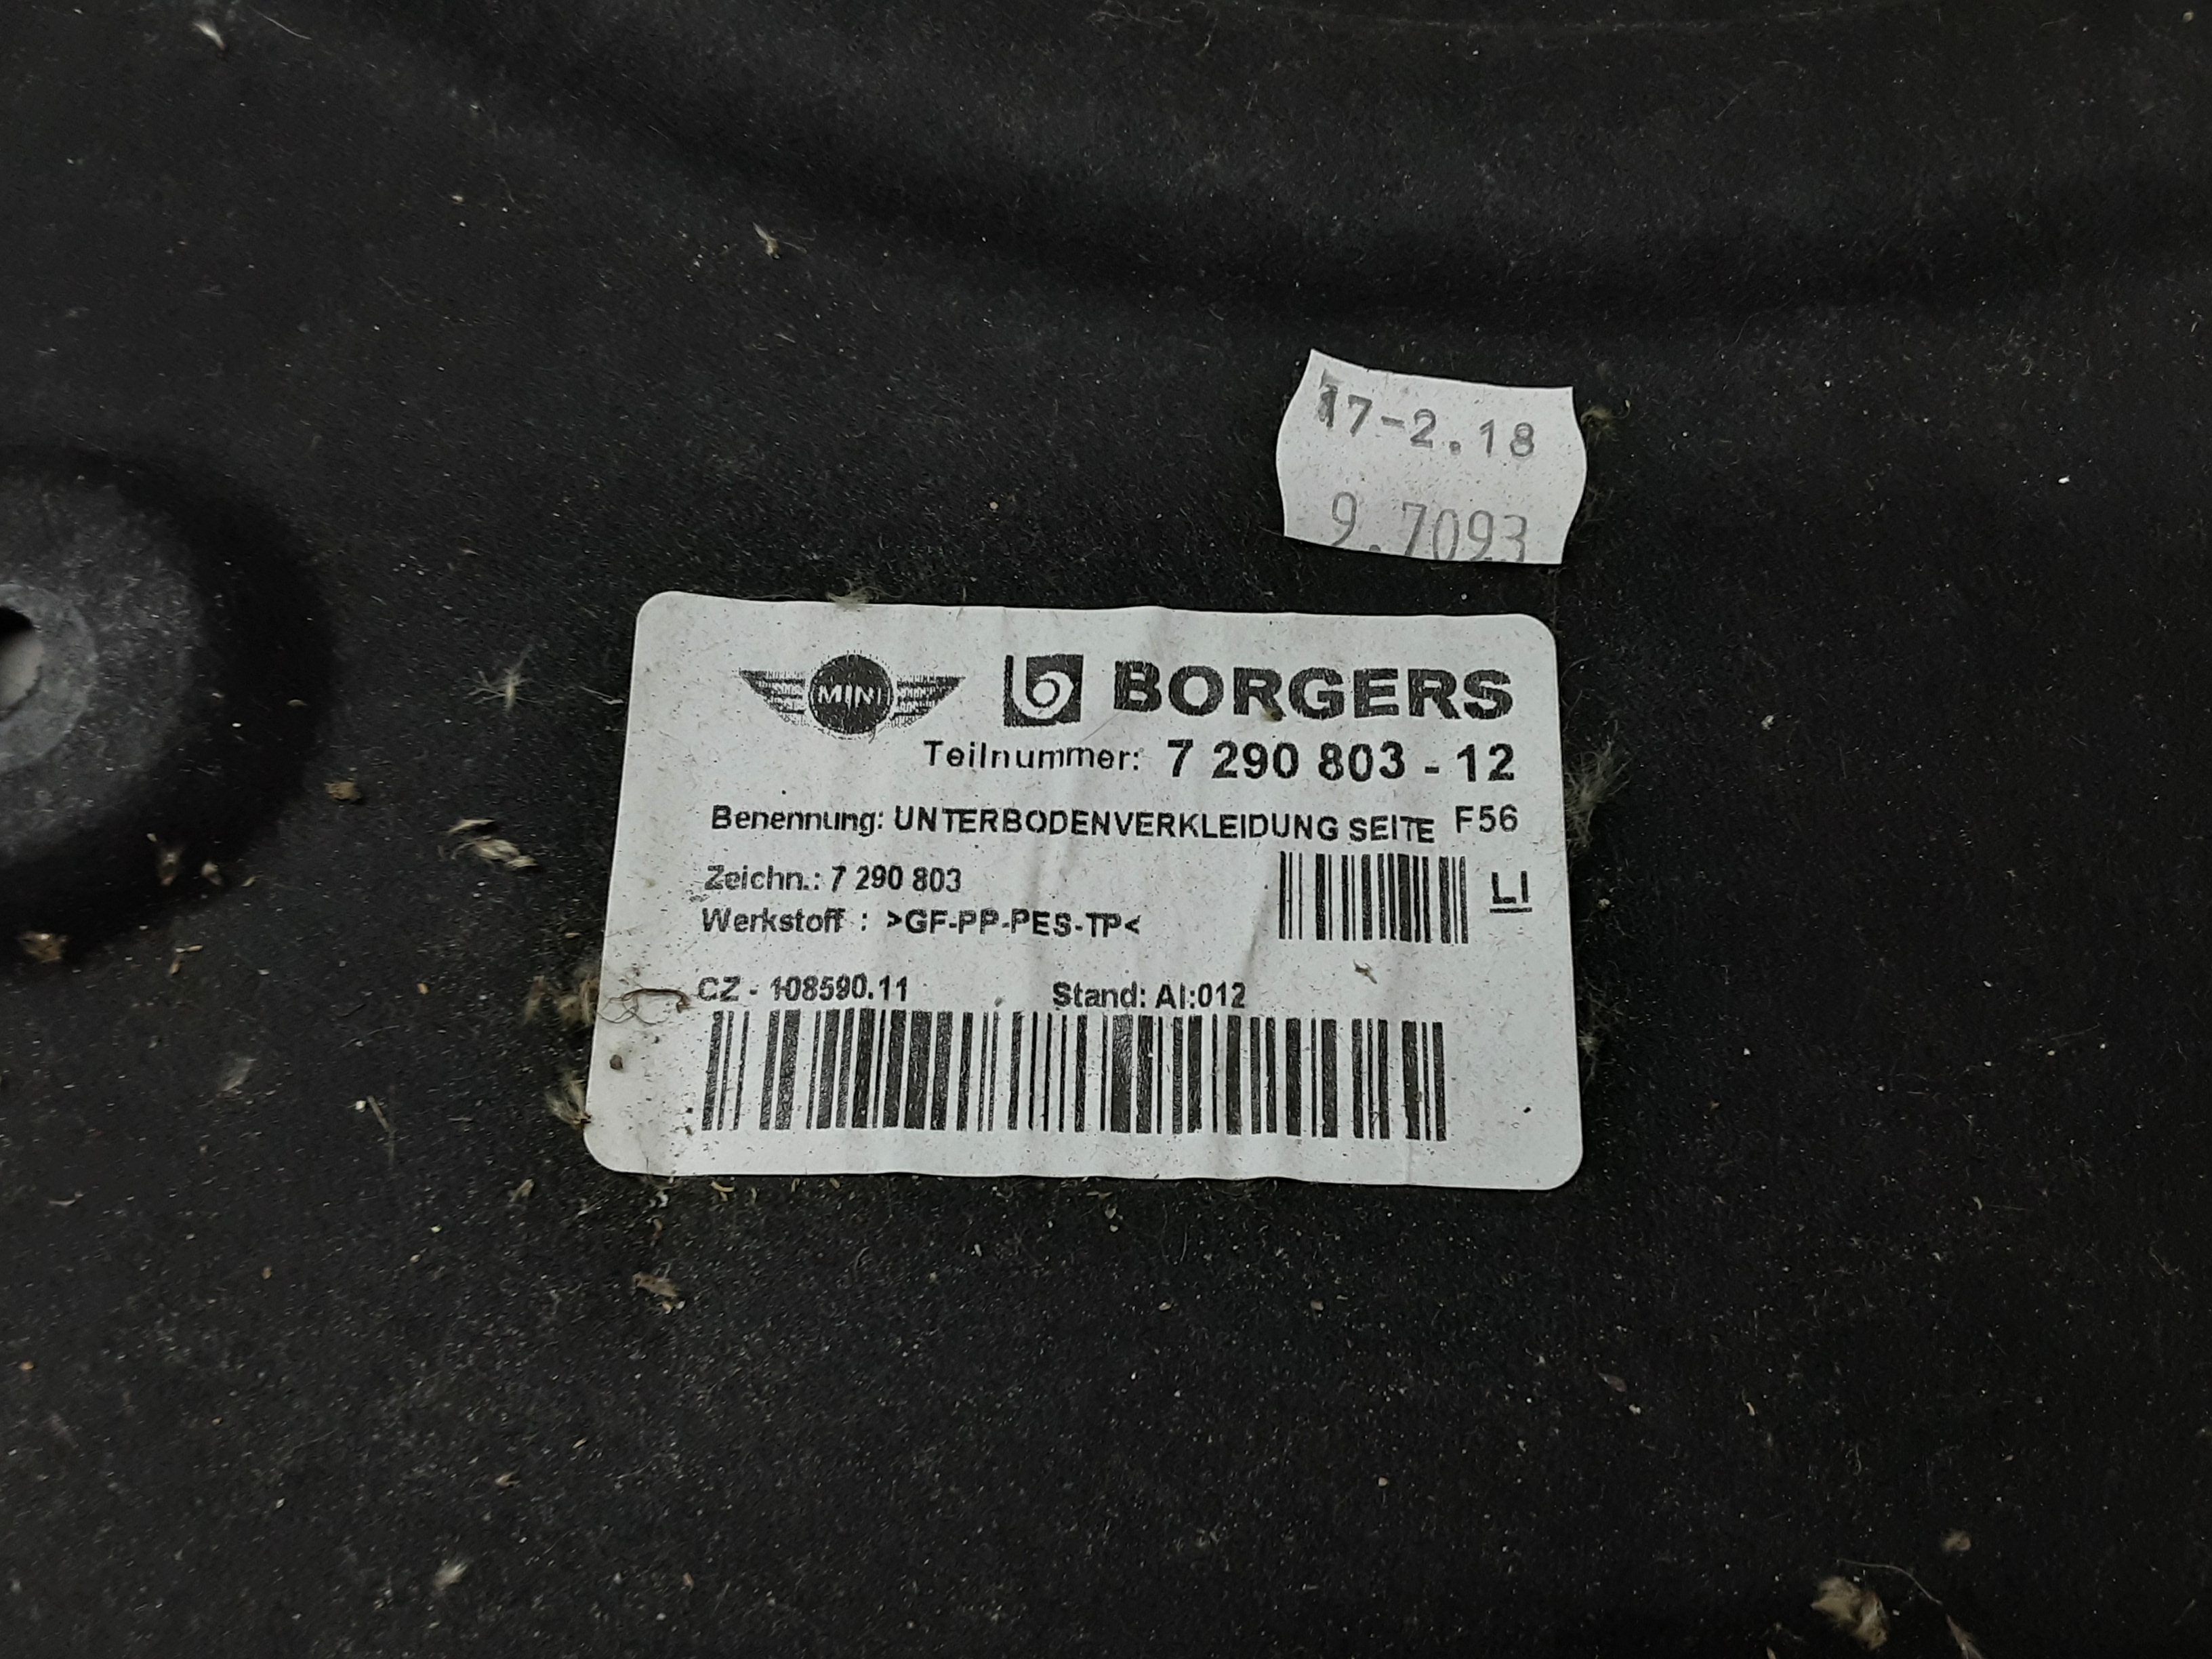 17-2.18
9.7093
MINI BORGERS
Teilnummer: 7 290 803 - 12
Benennung: UNTERBODENVERKLEIDUNG SEITE F56
Zeichn.: 7 290 803
LI
Werkstoff : >GF-PP-PES-TP<
CZ - 108590.11 Stand: AI:012